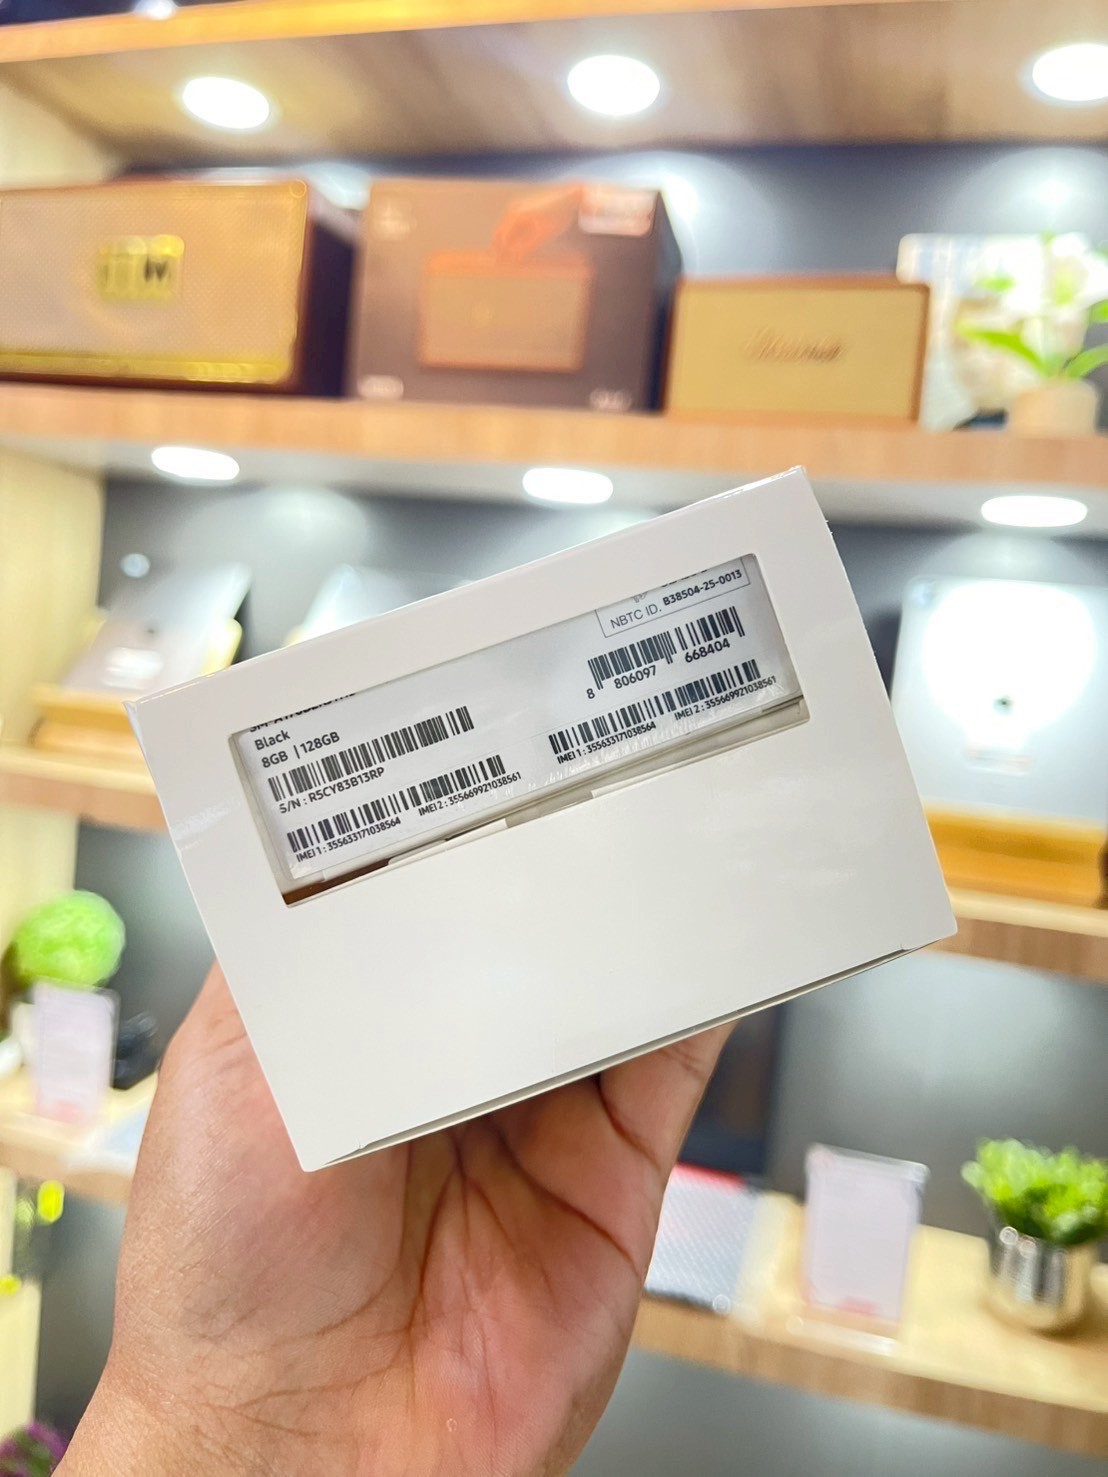 Black
8GB | 128GB
S/N : R5CY83B13RP
IMEI 1 : 355633171038564
IMEI 2 : 355669921038561
NBTC ID. B38504-25-0013
8 806097 668404
IMEI 1 : 355633171038564
IMEI 2 : 355669921038561